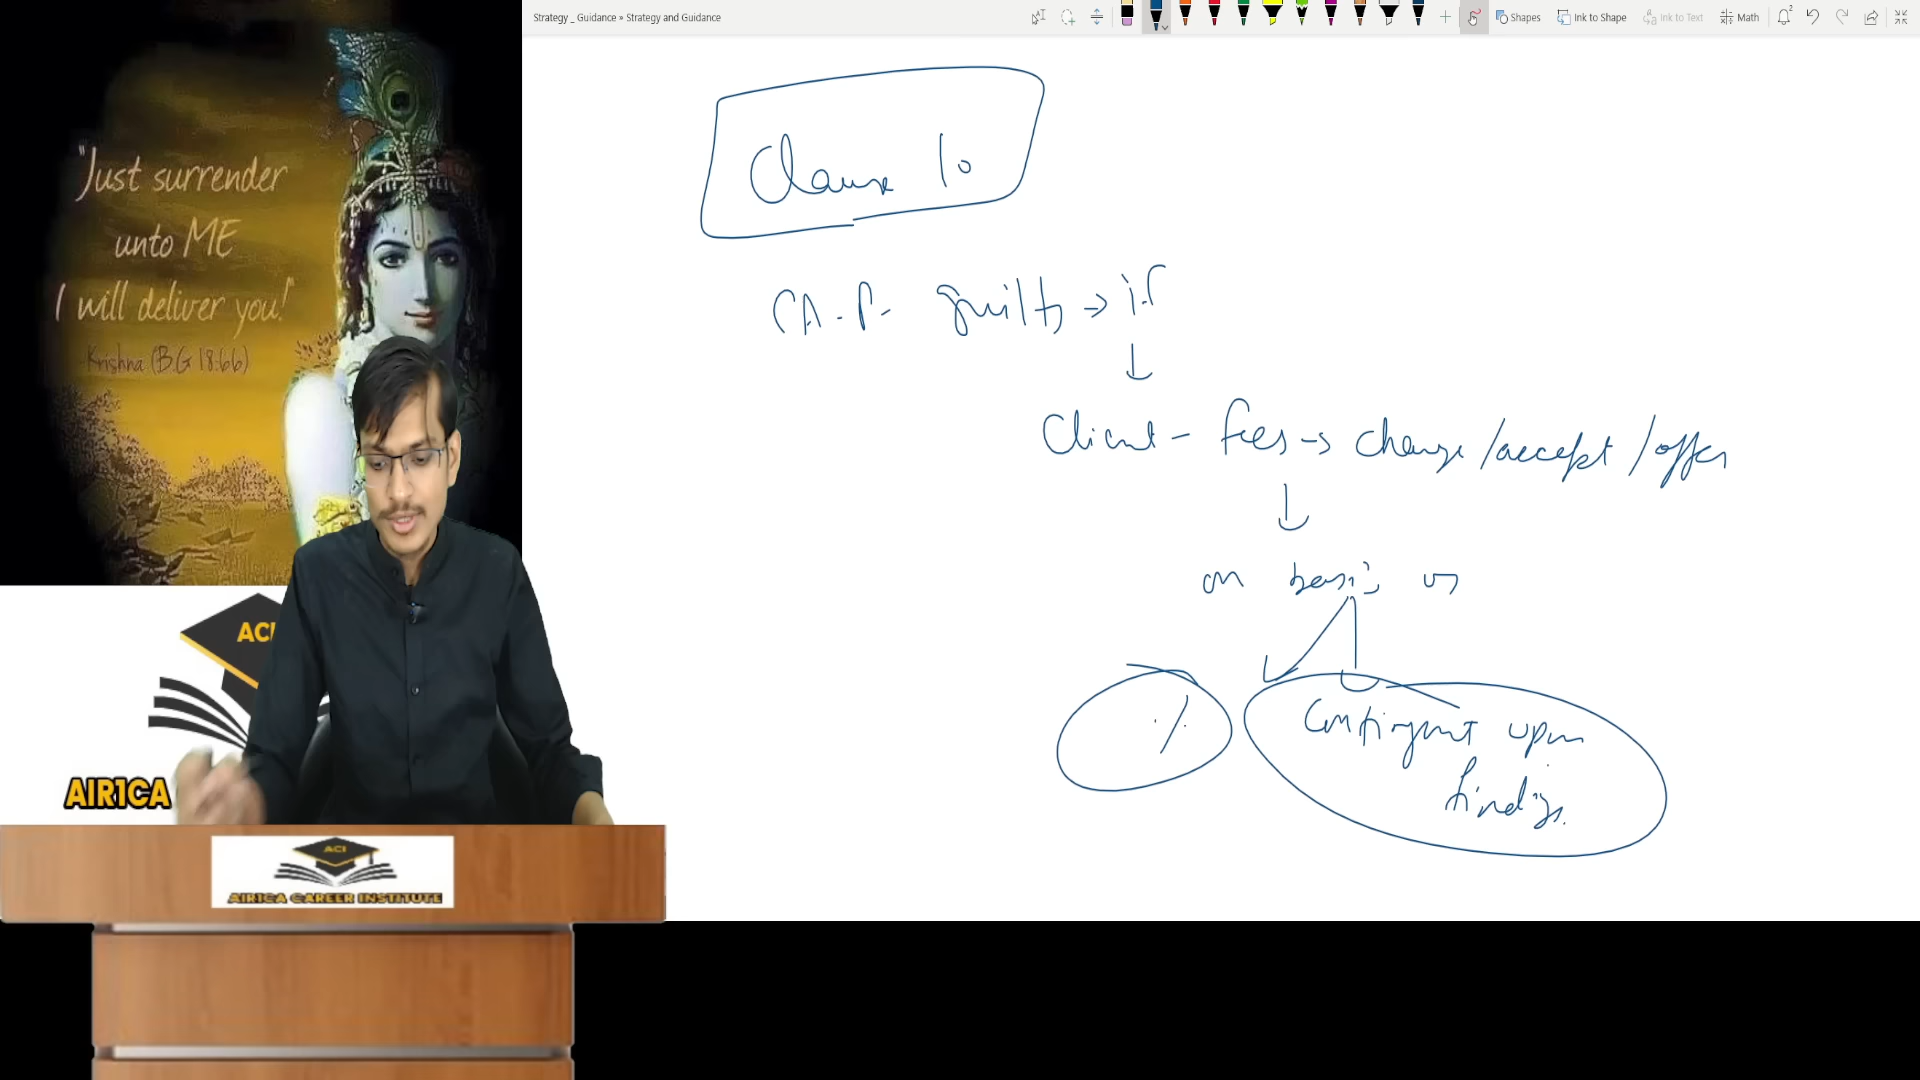 Strategy _ Guidance » Strategy and Guidance
Shapes
Ink to Shape
Ink to Text
Math
2
"Just surrender
unto ME
I will deliver you!"
Krishna (B.G 18:66)
Clause 10
CA.P. guilty → if
Client - fees → charge / accept / offer
on basis of
%
Contingent upon
findings.
ACI
AIR1CA
ACI
AIR1CA CAREER INSTITUTE